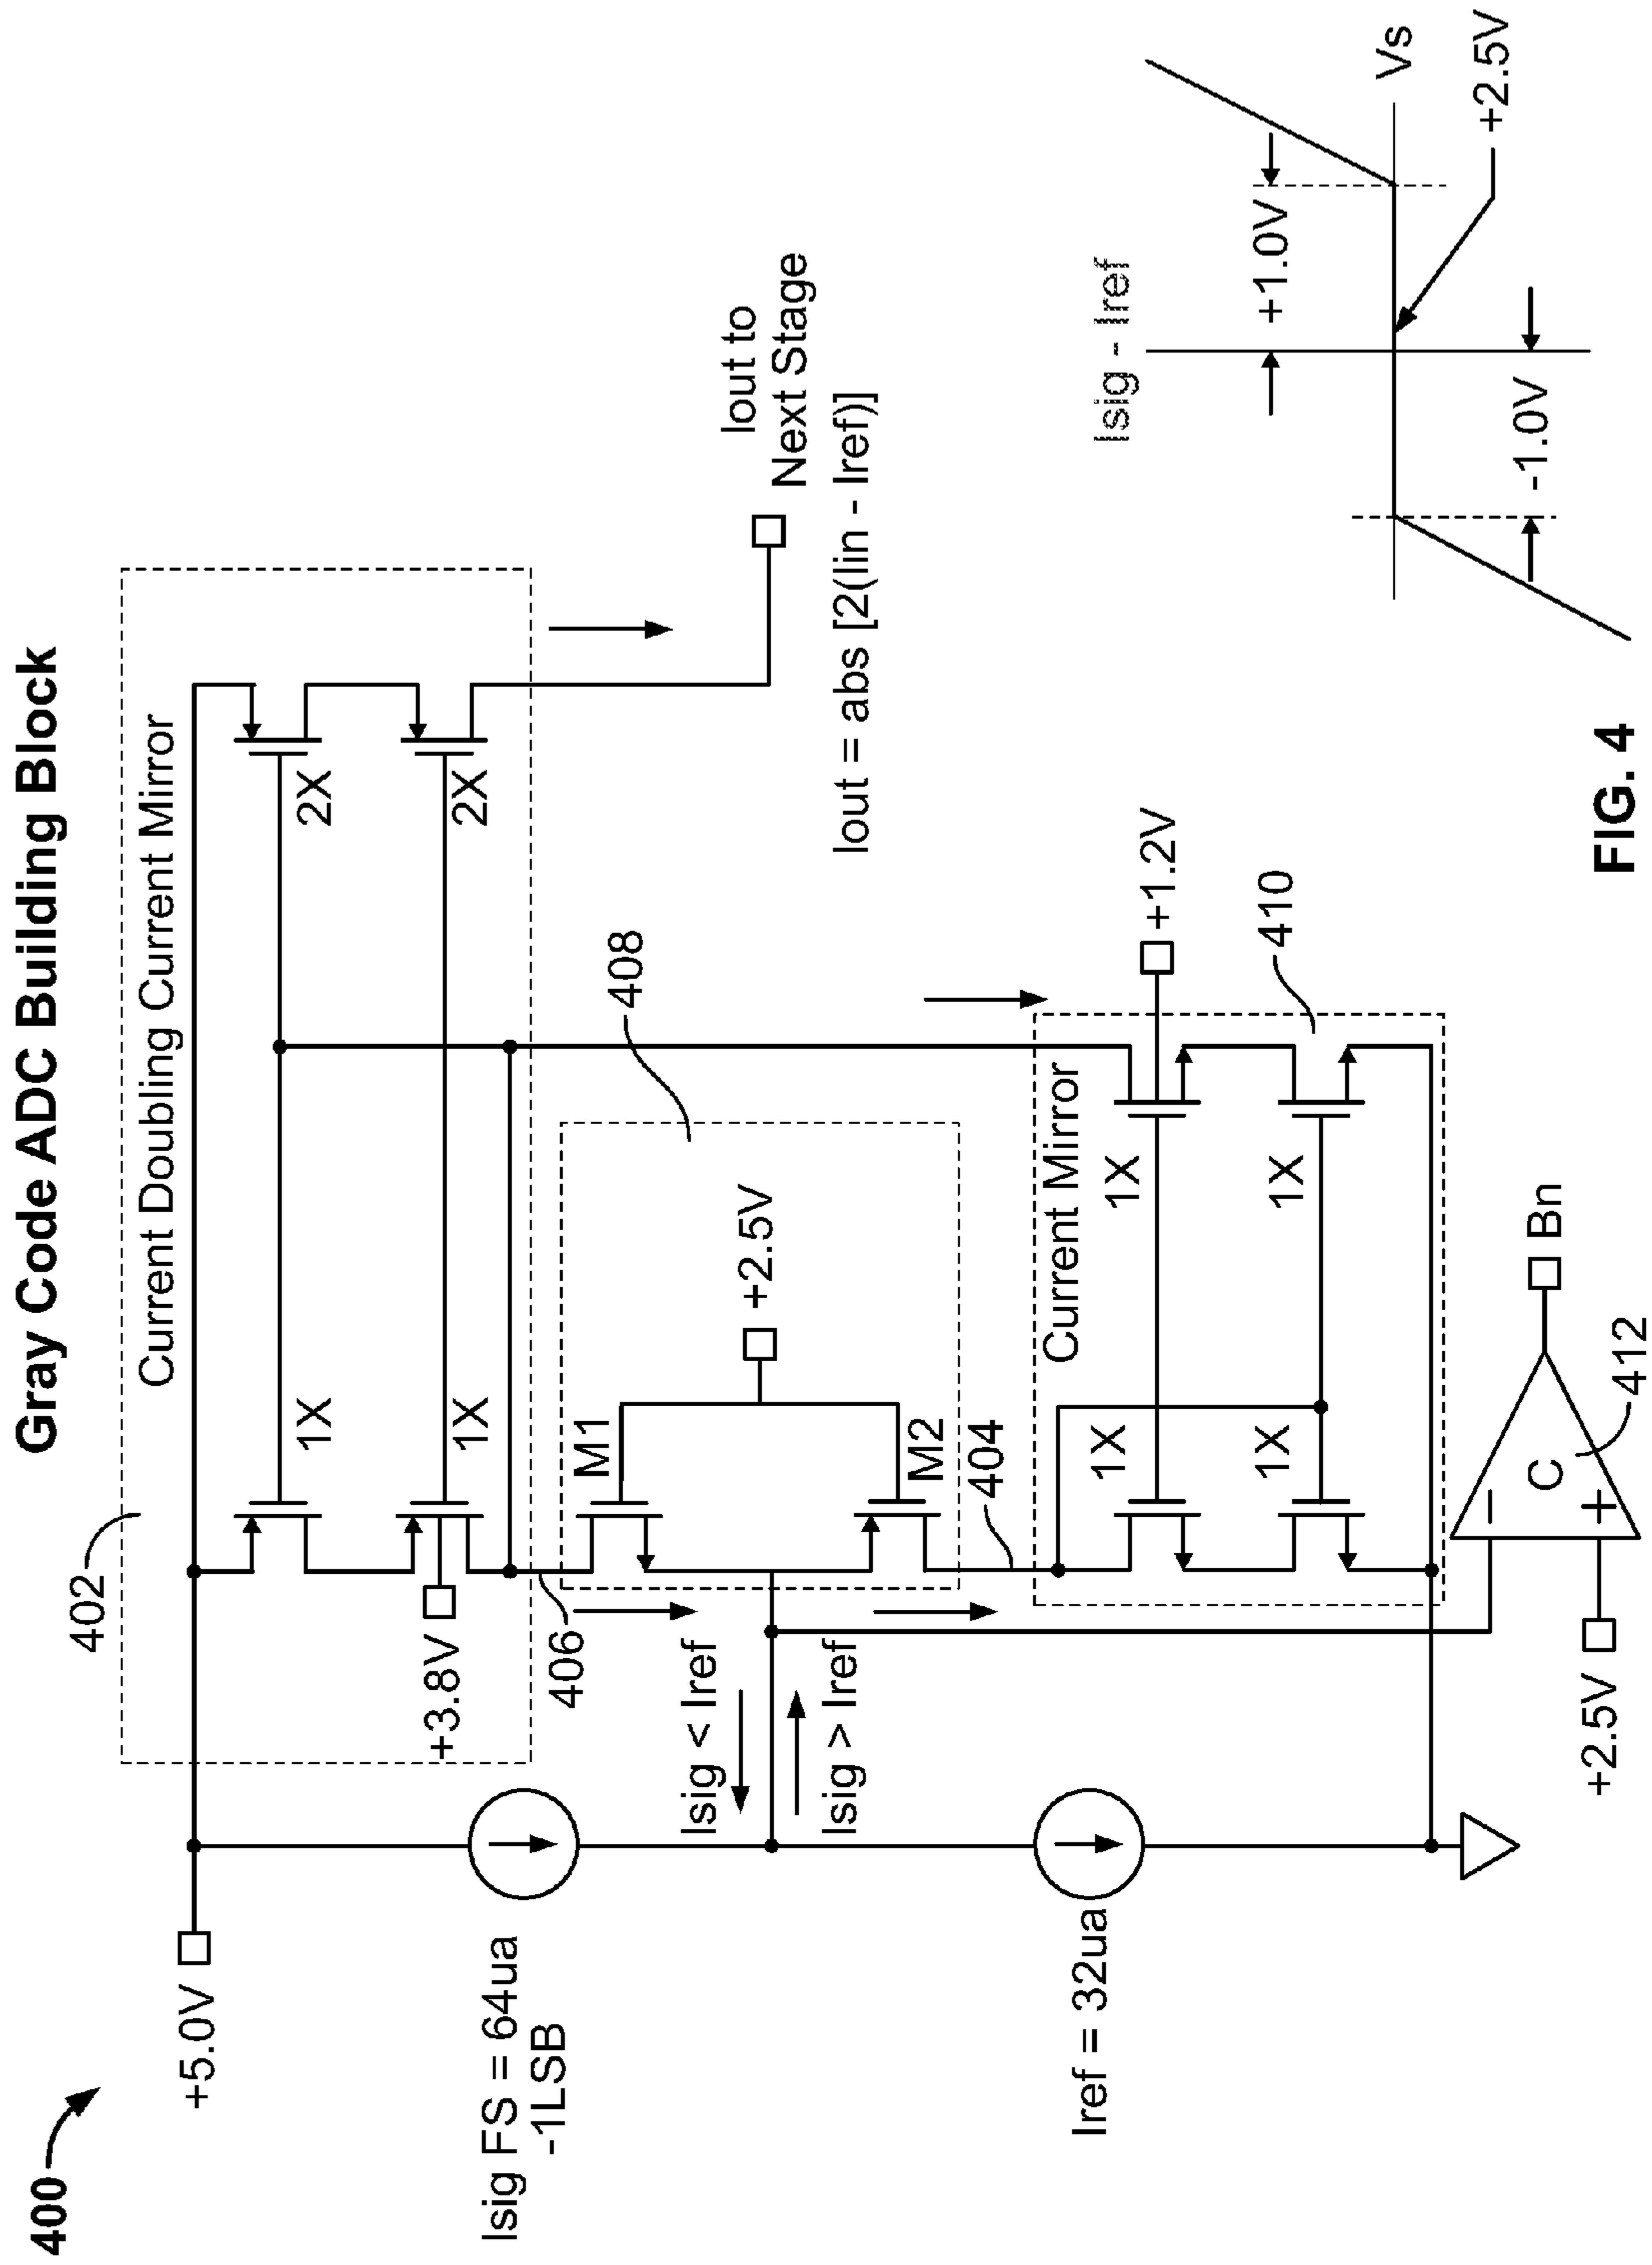 Gray Code ADC Building Block
400
+5.0V
402
Current Doubling Current Mirror
1X
2X
+3.8V
1X
2X
Isig FS = 64ua
-1LSB
406
M1
408
+2.5V
Iout to
Next Stage
Isig < Iref
Isig > Iref
M2
Iout = abs [2(Iin - Iref)]
404
Iref = 32ua
Current Mirror
1X
1X
+1.2V
1X
1X
410
+2.5V
-
+
C
412
Bn
Isig - Iref
+1.0V
Vs
-1.0V
+2.5V
FIG. 4